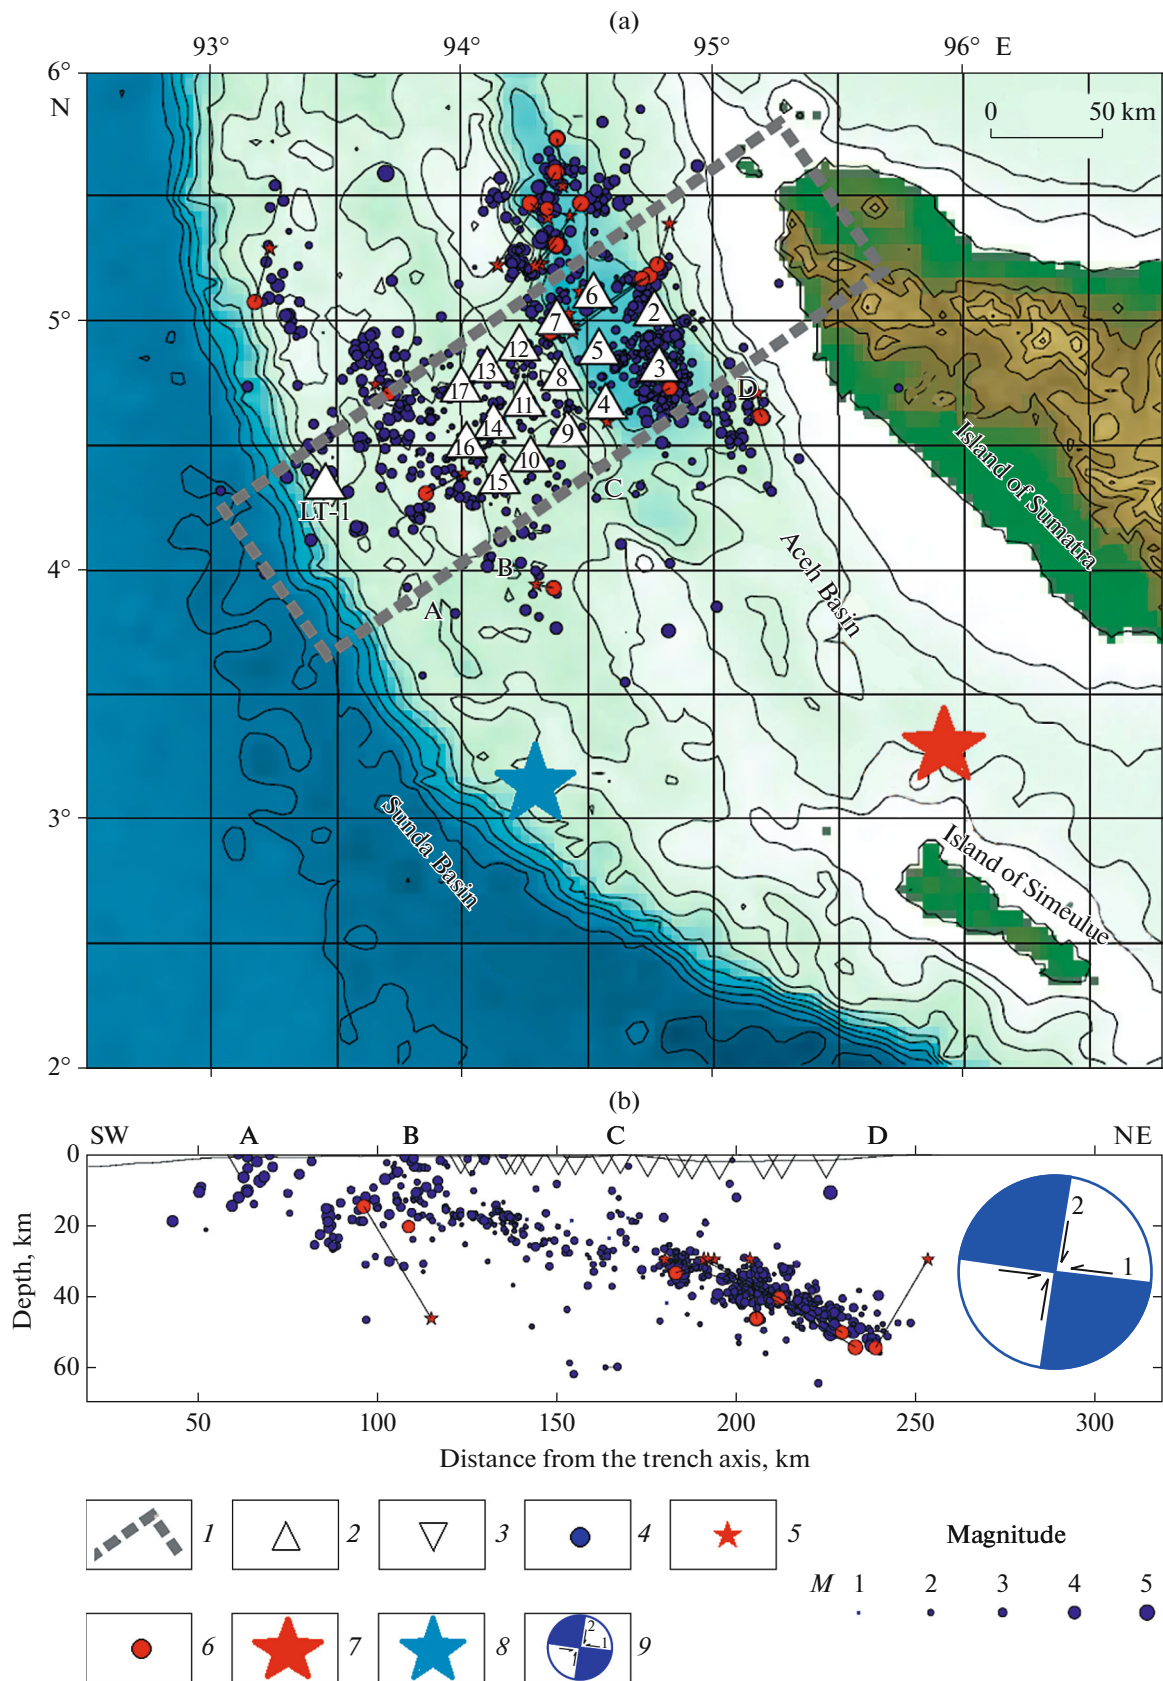 (a)
93° 94° 95° 96° E
6°
N
0 50 km
5°
4°
3°
2°
6
2
7
12
5
3
13
8
17
11
4
14
9
16
10
15
LT-1
A
B
C
D
Island of Sumatra
Aceh Basin
Sunda Basin
Island of Simeulue
(b)
SW A B C D NE
0
20
40
60
Depth, km
2
1
50 100 150 200 250 300
Distance from the trench axis, km
1 2 3 4 5
Magnitude
M 1 2 3 4 5
6 7 8 2 1 9